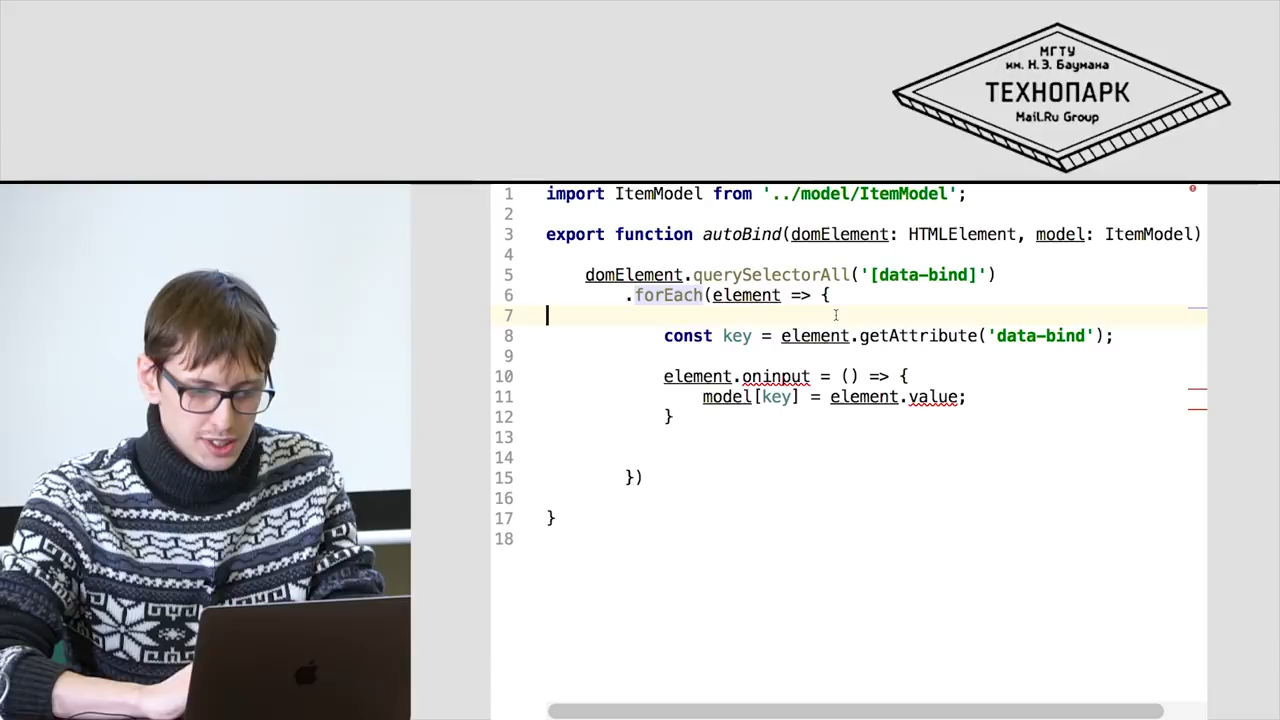 МГТУ
им. Н.Э. Баумана
ТЕХНОПАРК
Mail.Ru Group
1 import ItemModel from '../model/ItemModel';
2
3 export function autoBind(domElement: HTMLElement, model: ItemModel)
4
5 domElement.querySelectorAll('[data-bind]')
6 .forEach(element => {
7
8 const key = element.getAttribute('data-bind');
9
10 element.oninput = () => {
11 model[key] = element.value;
12 }
13
14
15 })
16
17 }
18